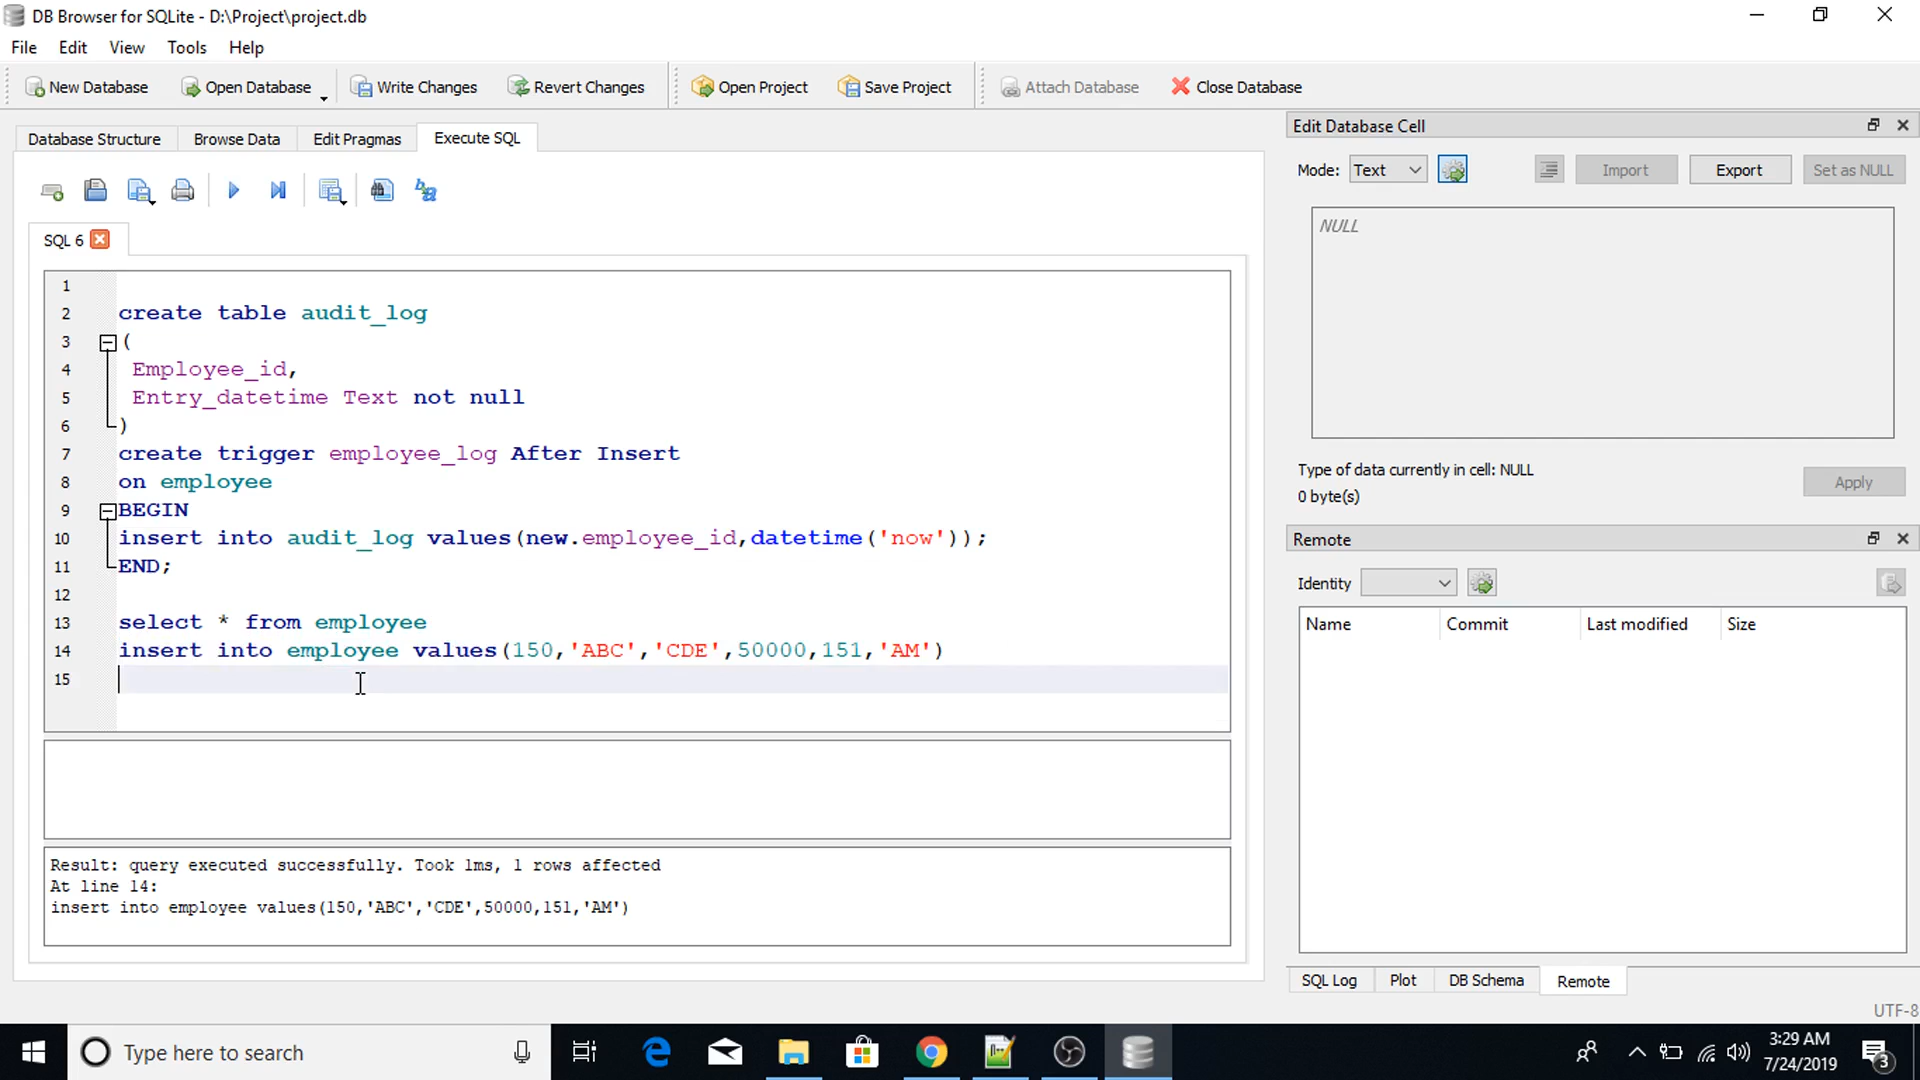 DB Browser for SQLite - D:\Project\project.db
File Edit View Tools Help
New Database Open Database Write Changes Revert Changes Open Project Save Project Attach Database Close Database
Database Structure Browse Data Edit Pragmas Execute SQL
SQL 6
1
2 create table audit_log
3 (
4 Employee_id,
5 Entry_datetime Text not null
6 )
7 create trigger employee_log After Insert
8 on employee
9 BEGIN
10 insert into audit_log values(new.employee_id,datetime('now'));
11 END;
12
13 select * from employee
14 insert into employee values(150,'ABC','CDE',50000,151,'AM')
15
Result: query executed successfully. Took 1ms, 1 rows affected
At line 14:
insert into employee values(150,'ABC','CDE',50000,151,'AM')
Edit Database Cell
Mode: Text Import Export Set as NULL
NULL
Type of data currently in cell: NULL
0 byte(s)
Apply
Remote
Identity
Name Commit Last modified Size
SQL Log Plot DB Schema Remote
UTF-8
Type here to search
3:29 AM
7/24/2019
3